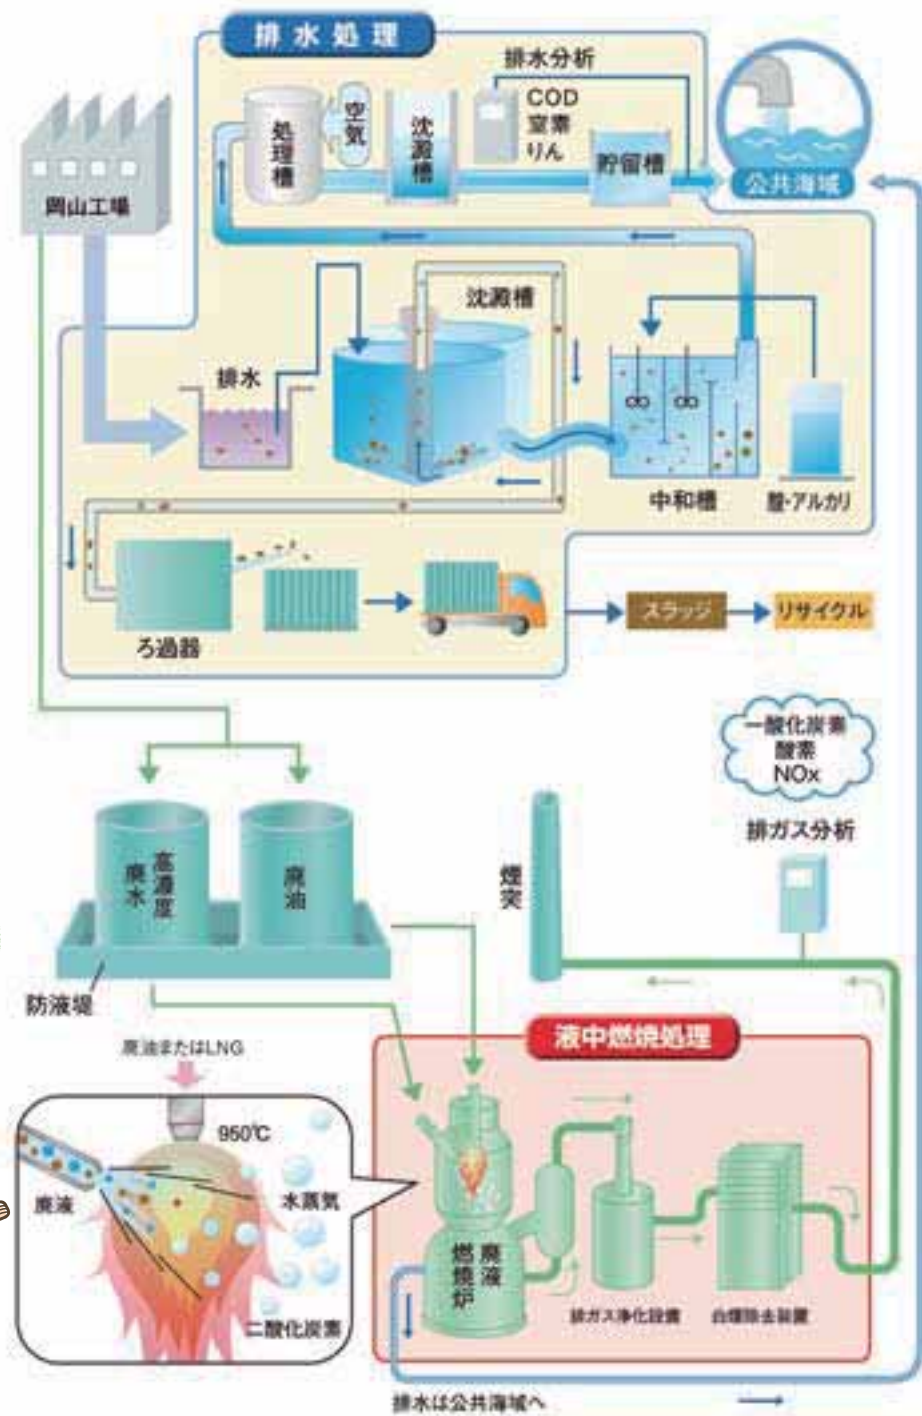 排水処理
排水分析
COD
窒素
りん
空気
処理槽
沈澱槽
貯留槽
公共海域
岡山工場
沈澱槽
排水
中和槽
酸・アルカリ
ろ過器
スラッジ
リサイクル
一酸化炭素
酸素
NOx
排ガス分析
高濃度
廃水
廃油
煙突
防液堤
廃油またはLNG
液中燃焼処理
950℃
廃液
水蒸気
二酸化炭素
廃液
燃焼炉
排ガス浄化設備
白煙除去装置
排水は公共海域へ